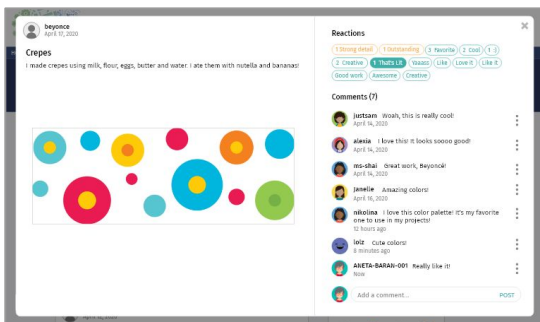 beyonce
April 17, 2020
Crepes
I made crepes using milk, flour, eggs, butter and water. I ate them with nutella and bananas!
Reactions
1 Strong detail
1 Outstanding
3 Favorite
2 Cool
1 :)
2 Creative
1 That's Lit
Yaaass
Like
Love it
Like it
Good work
Awesome
Creative
Comments (7)
justsam Woah, this is really cool!
April 14, 2020
alexia I love this! It looks soooo good!
April 14, 2020
ms-shai Great work, Beyoncé!
April 14, 2020
Janelle Amazing colors!
April 16, 2020
nikolina I love this color palette! It's my favorite
one to use in my projects!
12 hours ago
loiz Cute colors!
6 minutes ago
ANETA-BARAN-001 Really like it!
Now
Add a comment...
POST